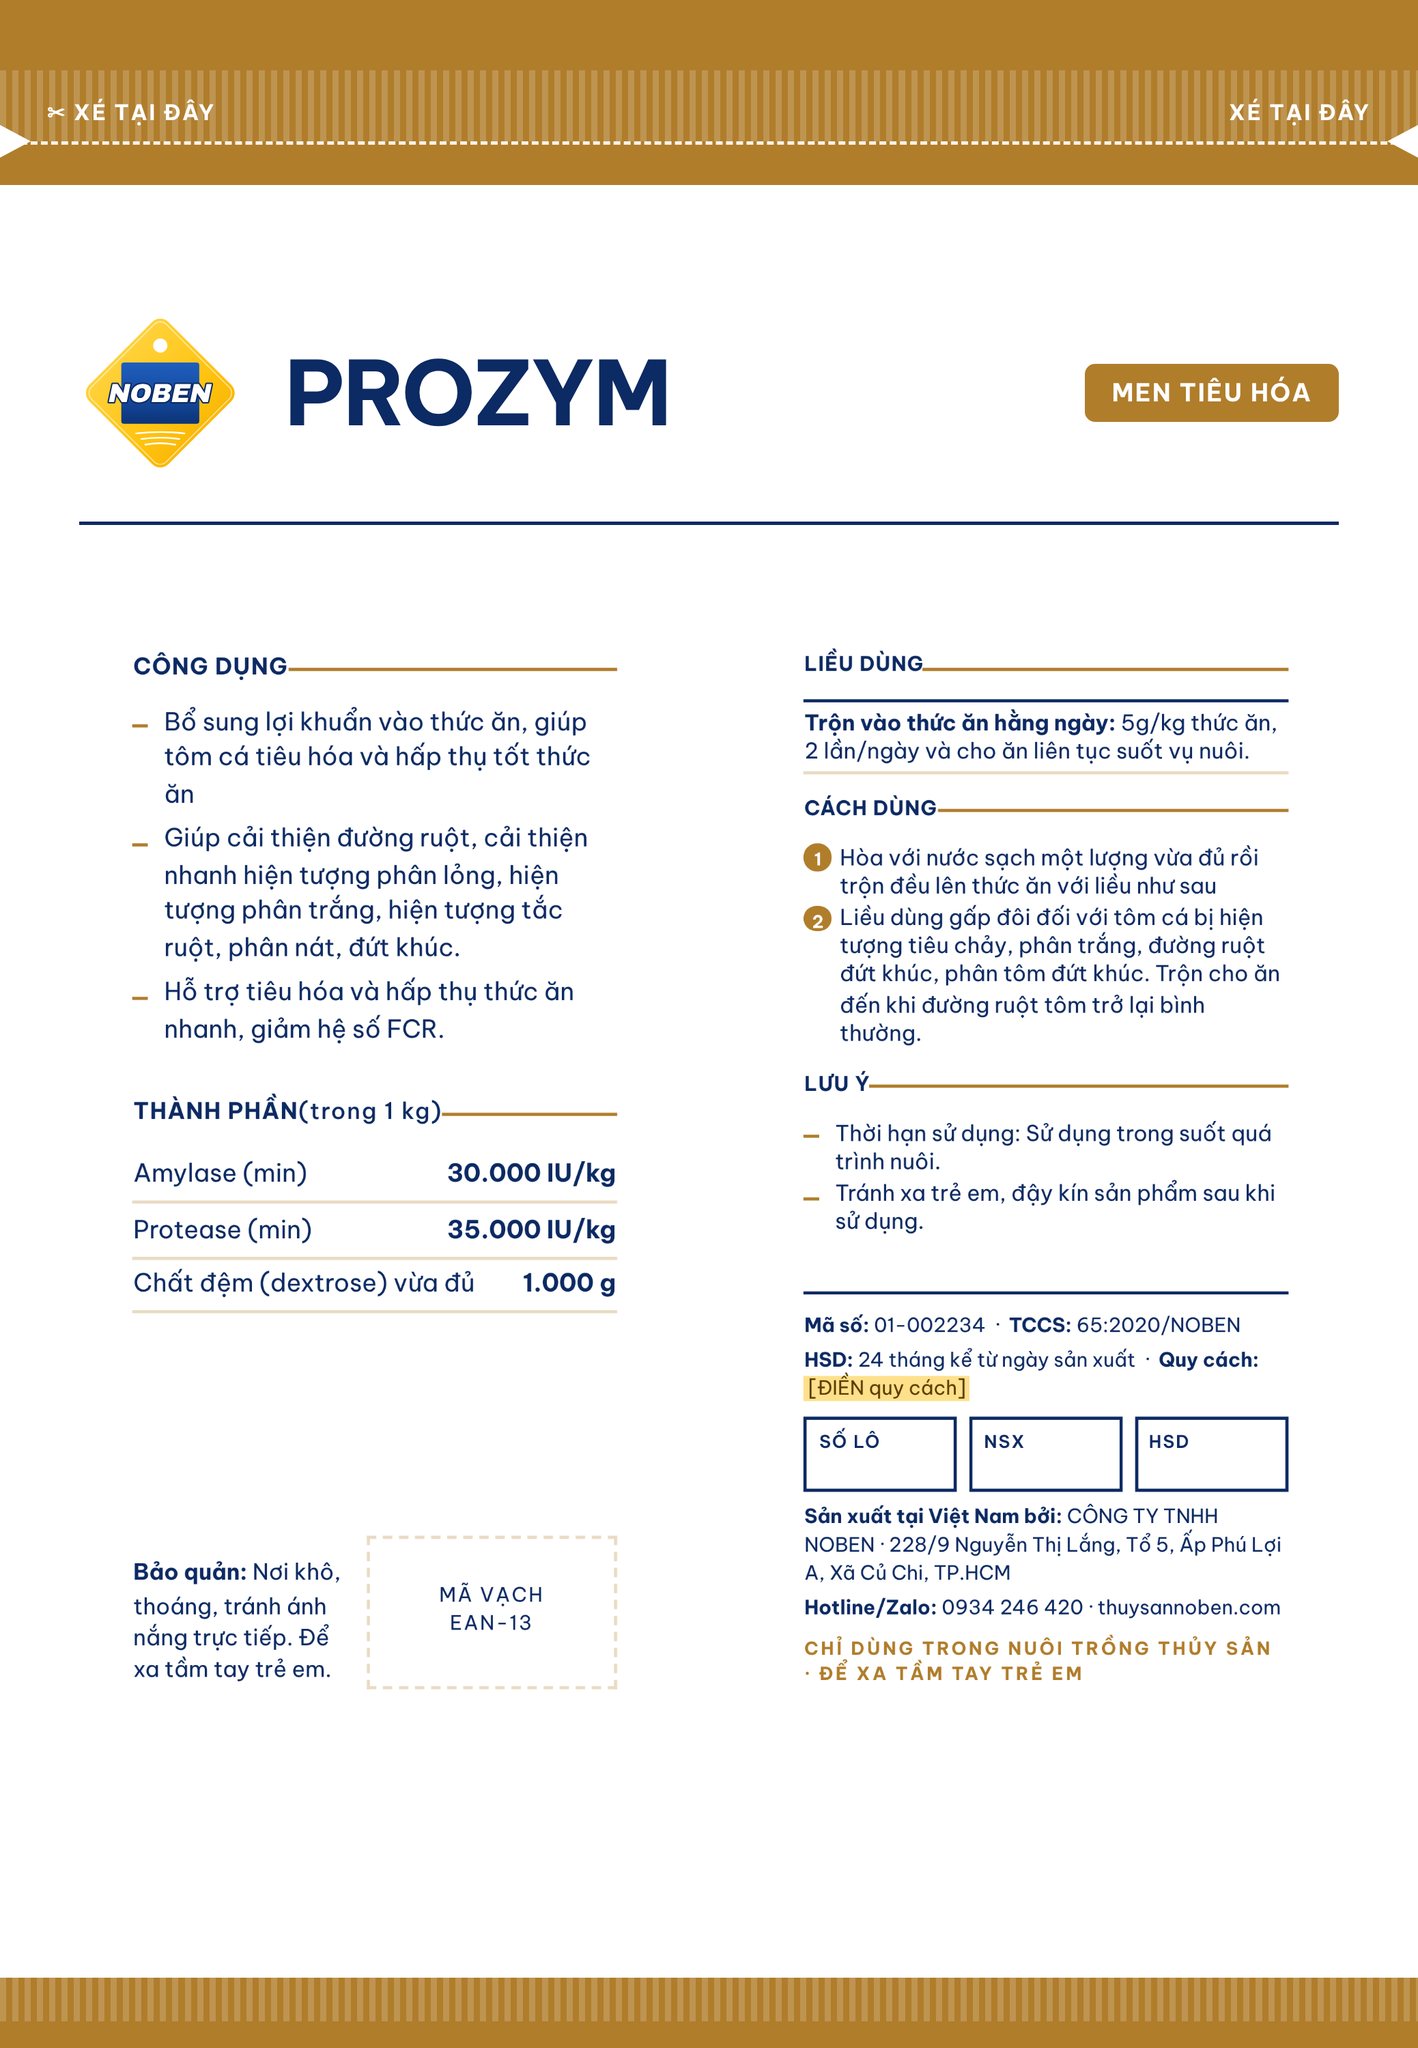 ✂ XÉ TẠI ĐÂY
XÉ TẠI ĐÂY
NOBEN
PROZYM
MEN TIÊU HÓA
CÔNG DỤNG
– Bổ sung lợi khuẩn vào thức ăn, giúp
tôm cá tiêu hóa và hấp thụ tốt thức
ăn
– Giúp cải thiện đường ruột, cải thiện
nhanh hiện tượng phân lỏng, hiện
tượng phân trắng, hiện tượng tắc
ruột, phân nát, đứt khúc.
– Hỗ trợ tiêu hóa và hấp thụ thức ăn
nhanh, giảm hệ số FCR.
THÀNH PHẦN(trong 1 kg)
Amylase (min) 30.000 IU/kg
Protease (min) 35.000 IU/kg
Chất đệm (dextrose) vừa đủ 1.000 g
Bảo quản: Nơi khô,
thoáng, tránh ánh
nắng trực tiếp. Để
xa tầm tay trẻ em.
MÃ VẠCH
EAN-13
LIỀU DÙNG
Trộn vào thức ăn hằng ngày: 5g/kg thức ăn,
2 lần/ngày và cho ăn liên tục suốt vụ nuôi.
CÁCH DÙNG
1 Hòa với nước sạch một lượng vừa đủ rồi
trộn đều lên thức ăn với liều như sau
2 Liều dùng gấp đôi đối với tôm cá bị hiện
tượng tiêu chảy, phân trắng, đường ruột
đứt khúc, phân tôm đứt khúc. Trộn cho ăn
đến khi đường ruột tôm trở lại bình
thường.
LƯU Ý
– Thời hạn sử dụng: Sử dụng trong suốt quá
trình nuôi.
– Tránh xa trẻ em, đậy kín sản phẩm sau khi
sử dụng.
Mã số: 01-002234 · TCCS: 65:2020/NOBEN
HSD: 24 tháng kể từ ngày sản xuất · Quy cách:
[ĐIỀN quy cách]
SỐ LÔ
NSX
HSD
Sản xuất tại Việt Nam bởi: CÔNG TY TNHH
NOBEN · 228/9 Nguyễn Thị Lắng, Tổ 5, Ấp Phú Lợi
A, Xã Củ Chi, TP.HCM
Hotline/Zalo: 0934 246 420 · thuysannoben.com
CHỈ DÙNG TRONG NUÔI TRỒNG THỦY SẢN
· ĐỂ XA TẦM TAY TRẺ EM